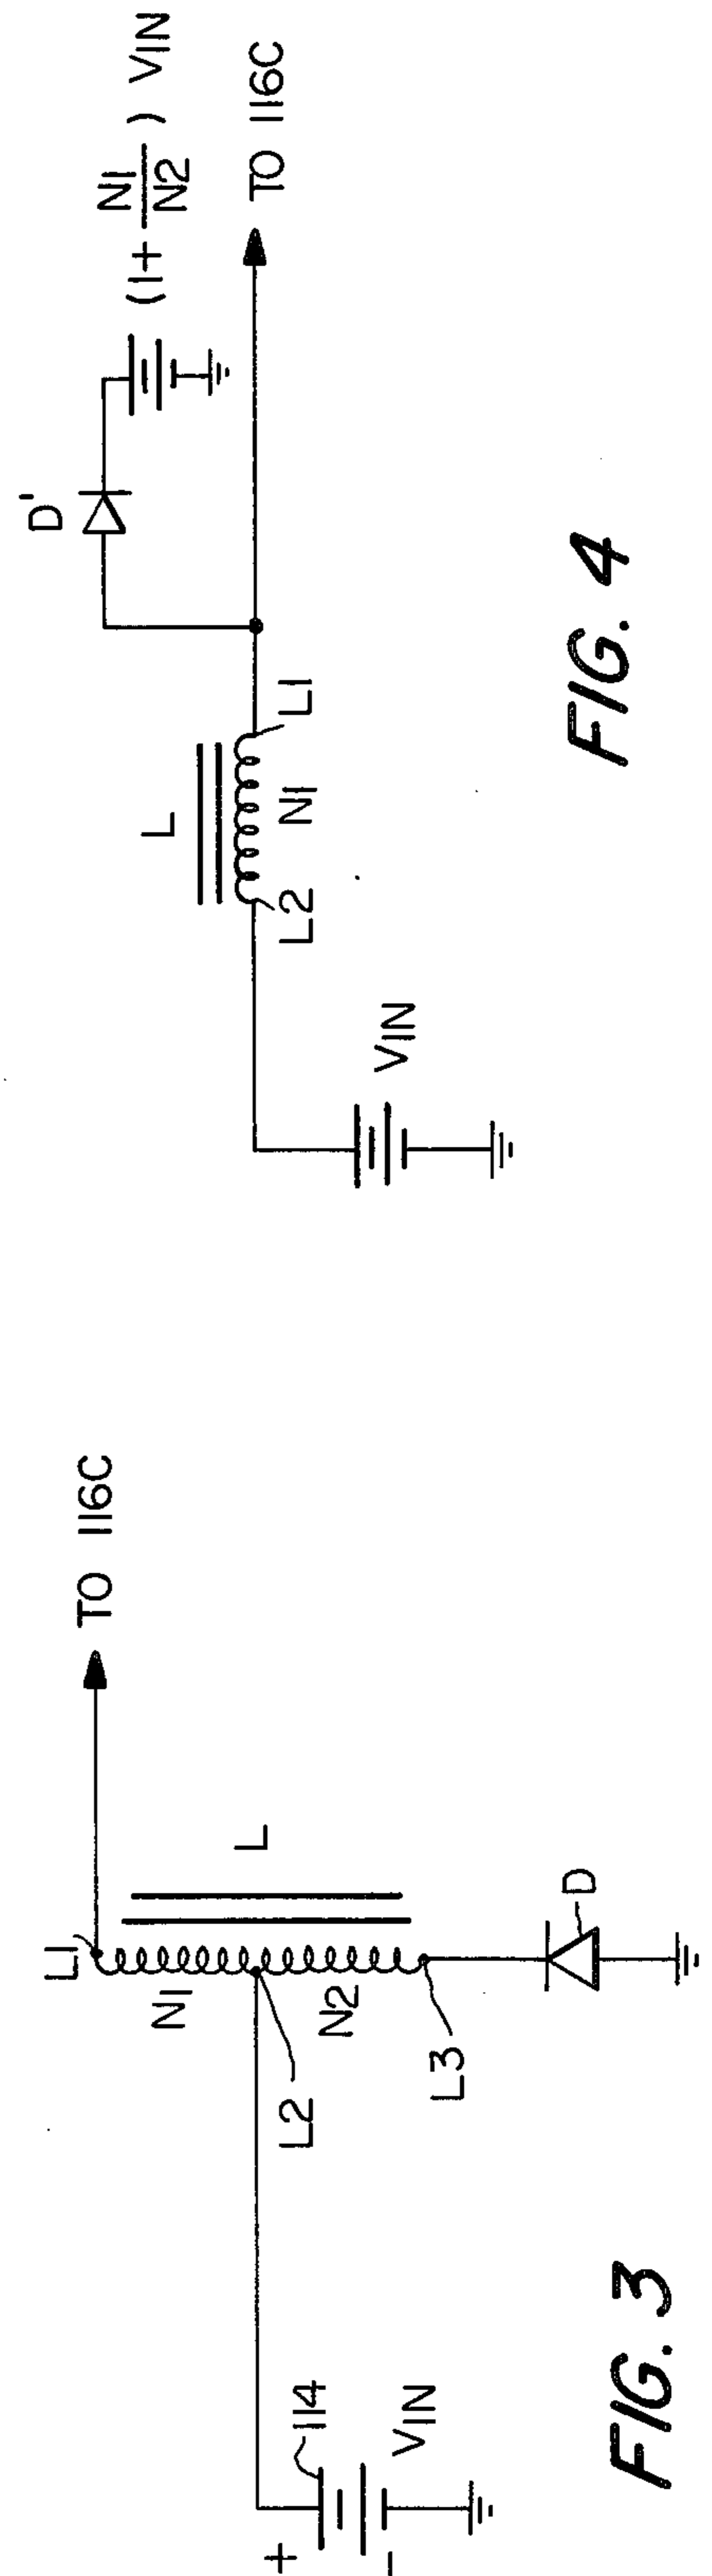 L1
TO 116C
N1
L
L2
N2
114
+
-
VIN
L3
D
FIG. 3
D'
(1+ N1/N2) VIN
TO 116C
L
L2
N1
L1
VIN
FIG. 4